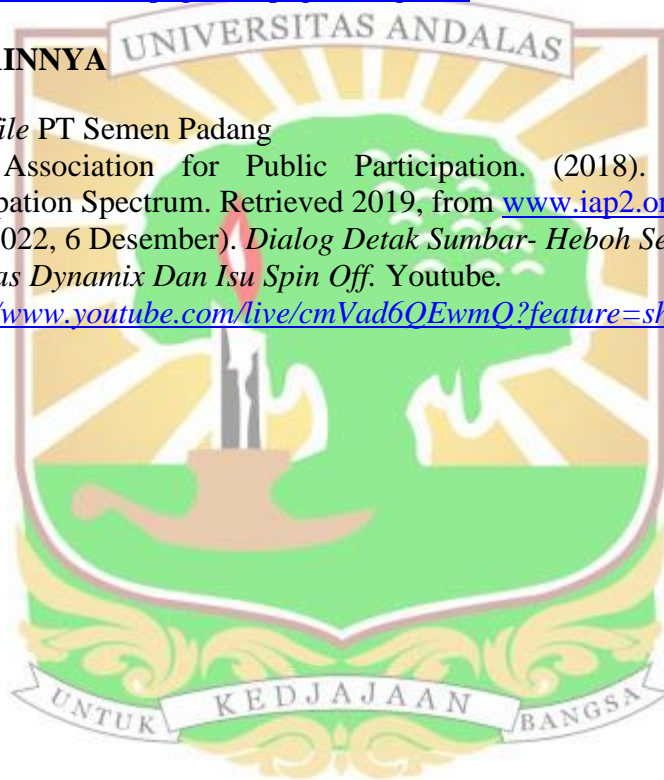 UNIVERSITAS ANDALAS
INNYA
ile PT Semen Padang
Association for Public Participation. (2018).
pation Spectrum. Retrieved 2019, from www.iap2.or
022, 6 Desember). Dialog Detak Sumbar- Heboh Se
as Dynamix Dan Isu Spin Off. Youtube.
/www.youtube.com/live/cmVad6QEwmQ?feature=sh
UNTUK KEDJAJAAN BANGSA